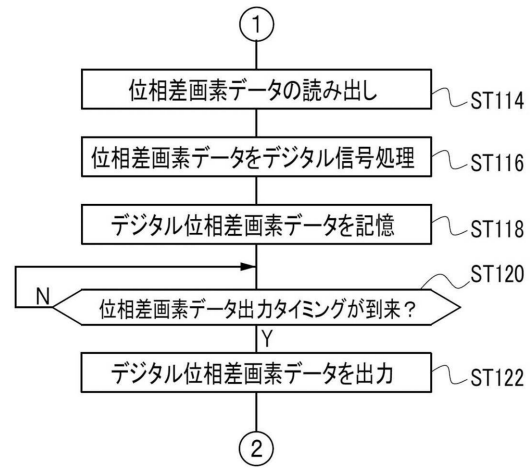 1
位相差画素データの読み出し
ST114
位相差画素データをデジタル信号処理
ST116
デジタル位相差画素データを記憶
ST118
ST120
N
位相差画素データ出力タイミングが到来？
Y
デジタル位相差画素データを出力
ST122
2